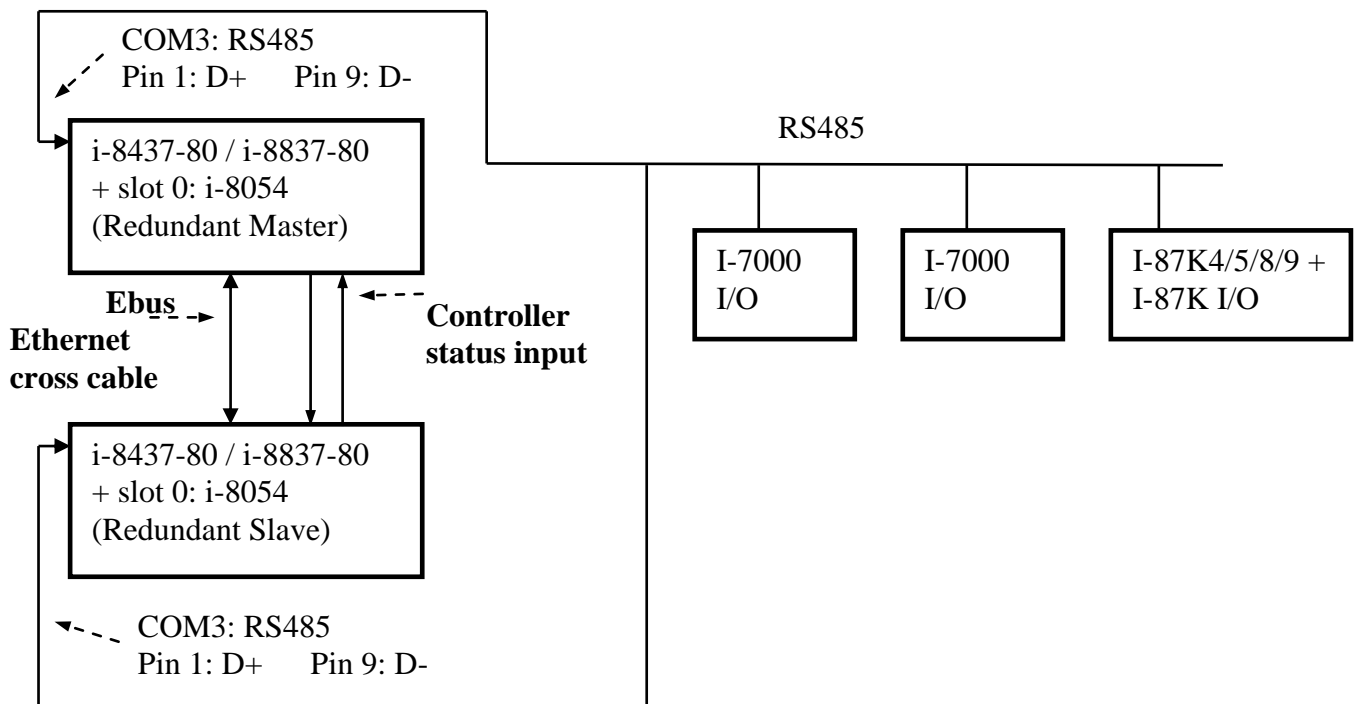 COM3: RS485
Pin 1: D+ Pin 9: D-
RS485
i-8437-80 / i-8837-80
+ slot 0: i-8054
(Redundant Master)
I-7000
I/O
I-7000
I/O
I-87K4/5/8/9 +
I-87K I/O
Ebus
Ethernet
cross cable
Controller
status input
i-8437-80 / i-8837-80
+ slot 0: i-8054
(Redundant Slave)
COM3: RS485
Pin 1: D+ Pin 9: D-